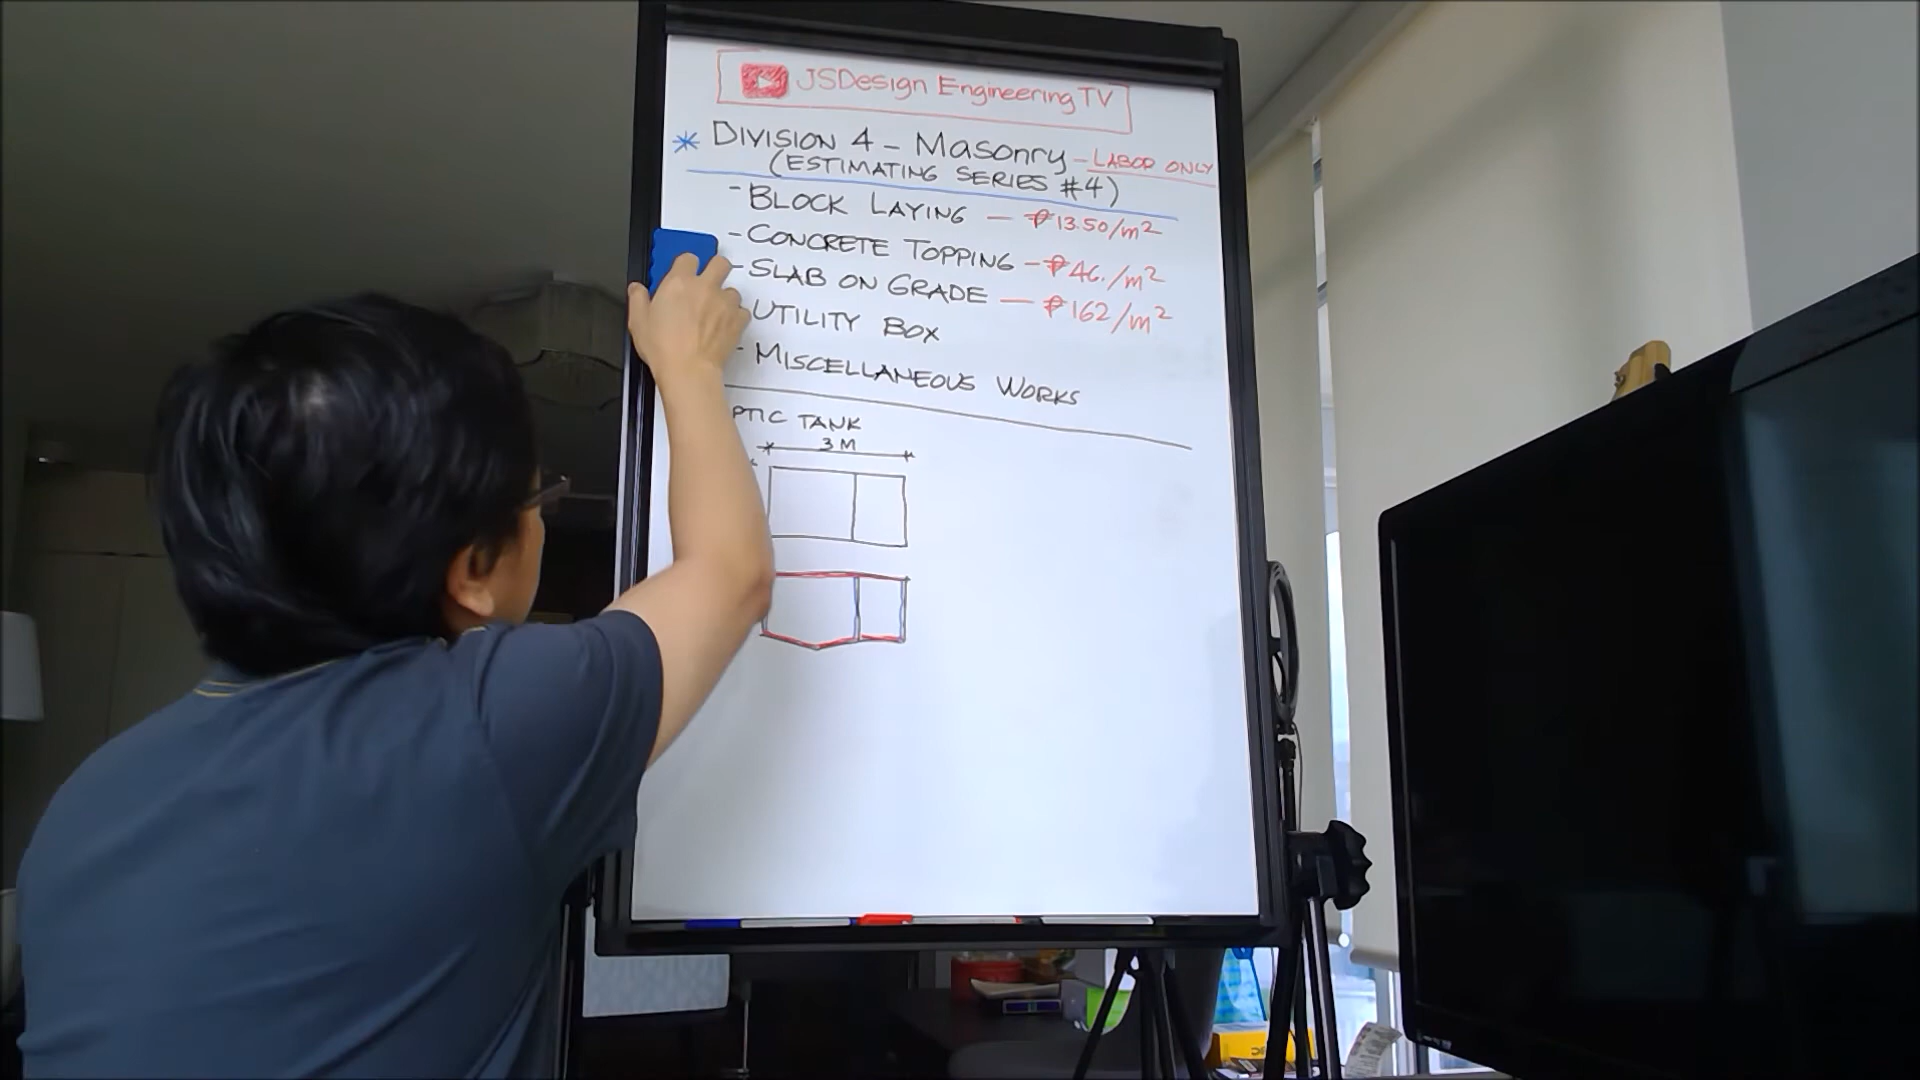 JSDesign Engineering TV
* DIVISION 4 - Masonry - LABOR ONLY
(ESTIMATING SERIES #4)
- BLOCK LAYING — ₱13.50/m²
- CONCRETE TOPPING - ₱46./m²
- SLAB ON GRADE — ₱162/m²
UTILITY BOX
- MISCELLANEOUS WORKS
PTIC TANK
3 M